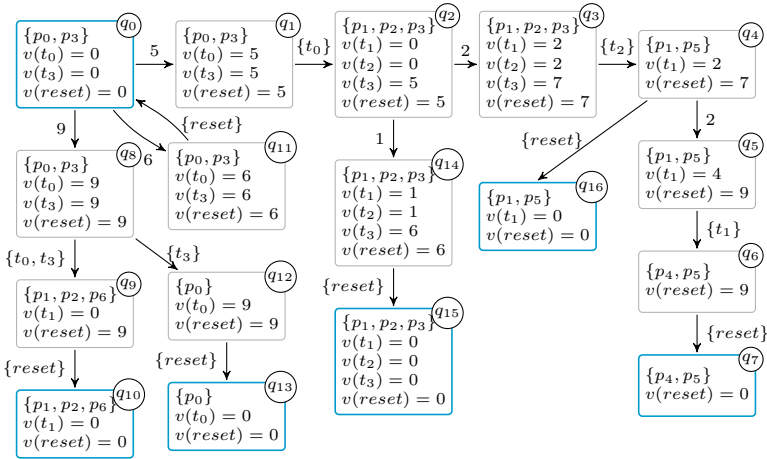 q0
{p0, p3}
v(t0) = 0
v(t3) = 0
v(reset) = 0
5
q1
{p0, p3}
v(t0) = 5
v(t3) = 5
v(reset) = 5
{t0}
q2
{p1, p2, p3}
v(t1) = 0
v(t2) = 0
v(t3) = 5
v(reset) = 5
2
q3
{p1, p2, p3}
v(t1) = 2
v(t2) = 2
v(t3) = 7
v(reset) = 7
{t2}
q4
{p1, p5}
v(t1) = 2
v(reset) = 7
9
6
{reset}
1
{reset}
2
q8
{p0, p3}
v(t0) = 9
v(t3) = 9
v(reset) = 9
q11
{p0, p3}
v(t0) = 6
v(t3) = 6
v(reset) = 6
q14
{p1, p2, p3}
v(t1) = 1
v(t2) = 1
v(t3) = 6
v(reset) = 6
q16
{p1, p5}
v(t1) = 0
v(reset) = 0
q5
{p1, p5}
v(t1) = 4
v(reset) = 9
{t0, t3}
{t3}
{reset}
{t1}
q9
{p1, p2, p6}
v(t1) = 0
v(reset) = 9
q12
{p0}
v(t0) = 9
v(reset) = 9
q15
{p1, p2, p3}
v(t1) = 0
v(t2) = 0
v(t3) = 0
v(reset) = 0
q6
{p4, p5}
v(reset) = 9
{reset}
{reset}
{reset}
q10
{p1, p2, p6}
v(t1) = 0
v(reset) = 0
q13
{p0}
v(t0) = 0
v(reset) = 0
q7
{p4, p5}
v(reset) = 0